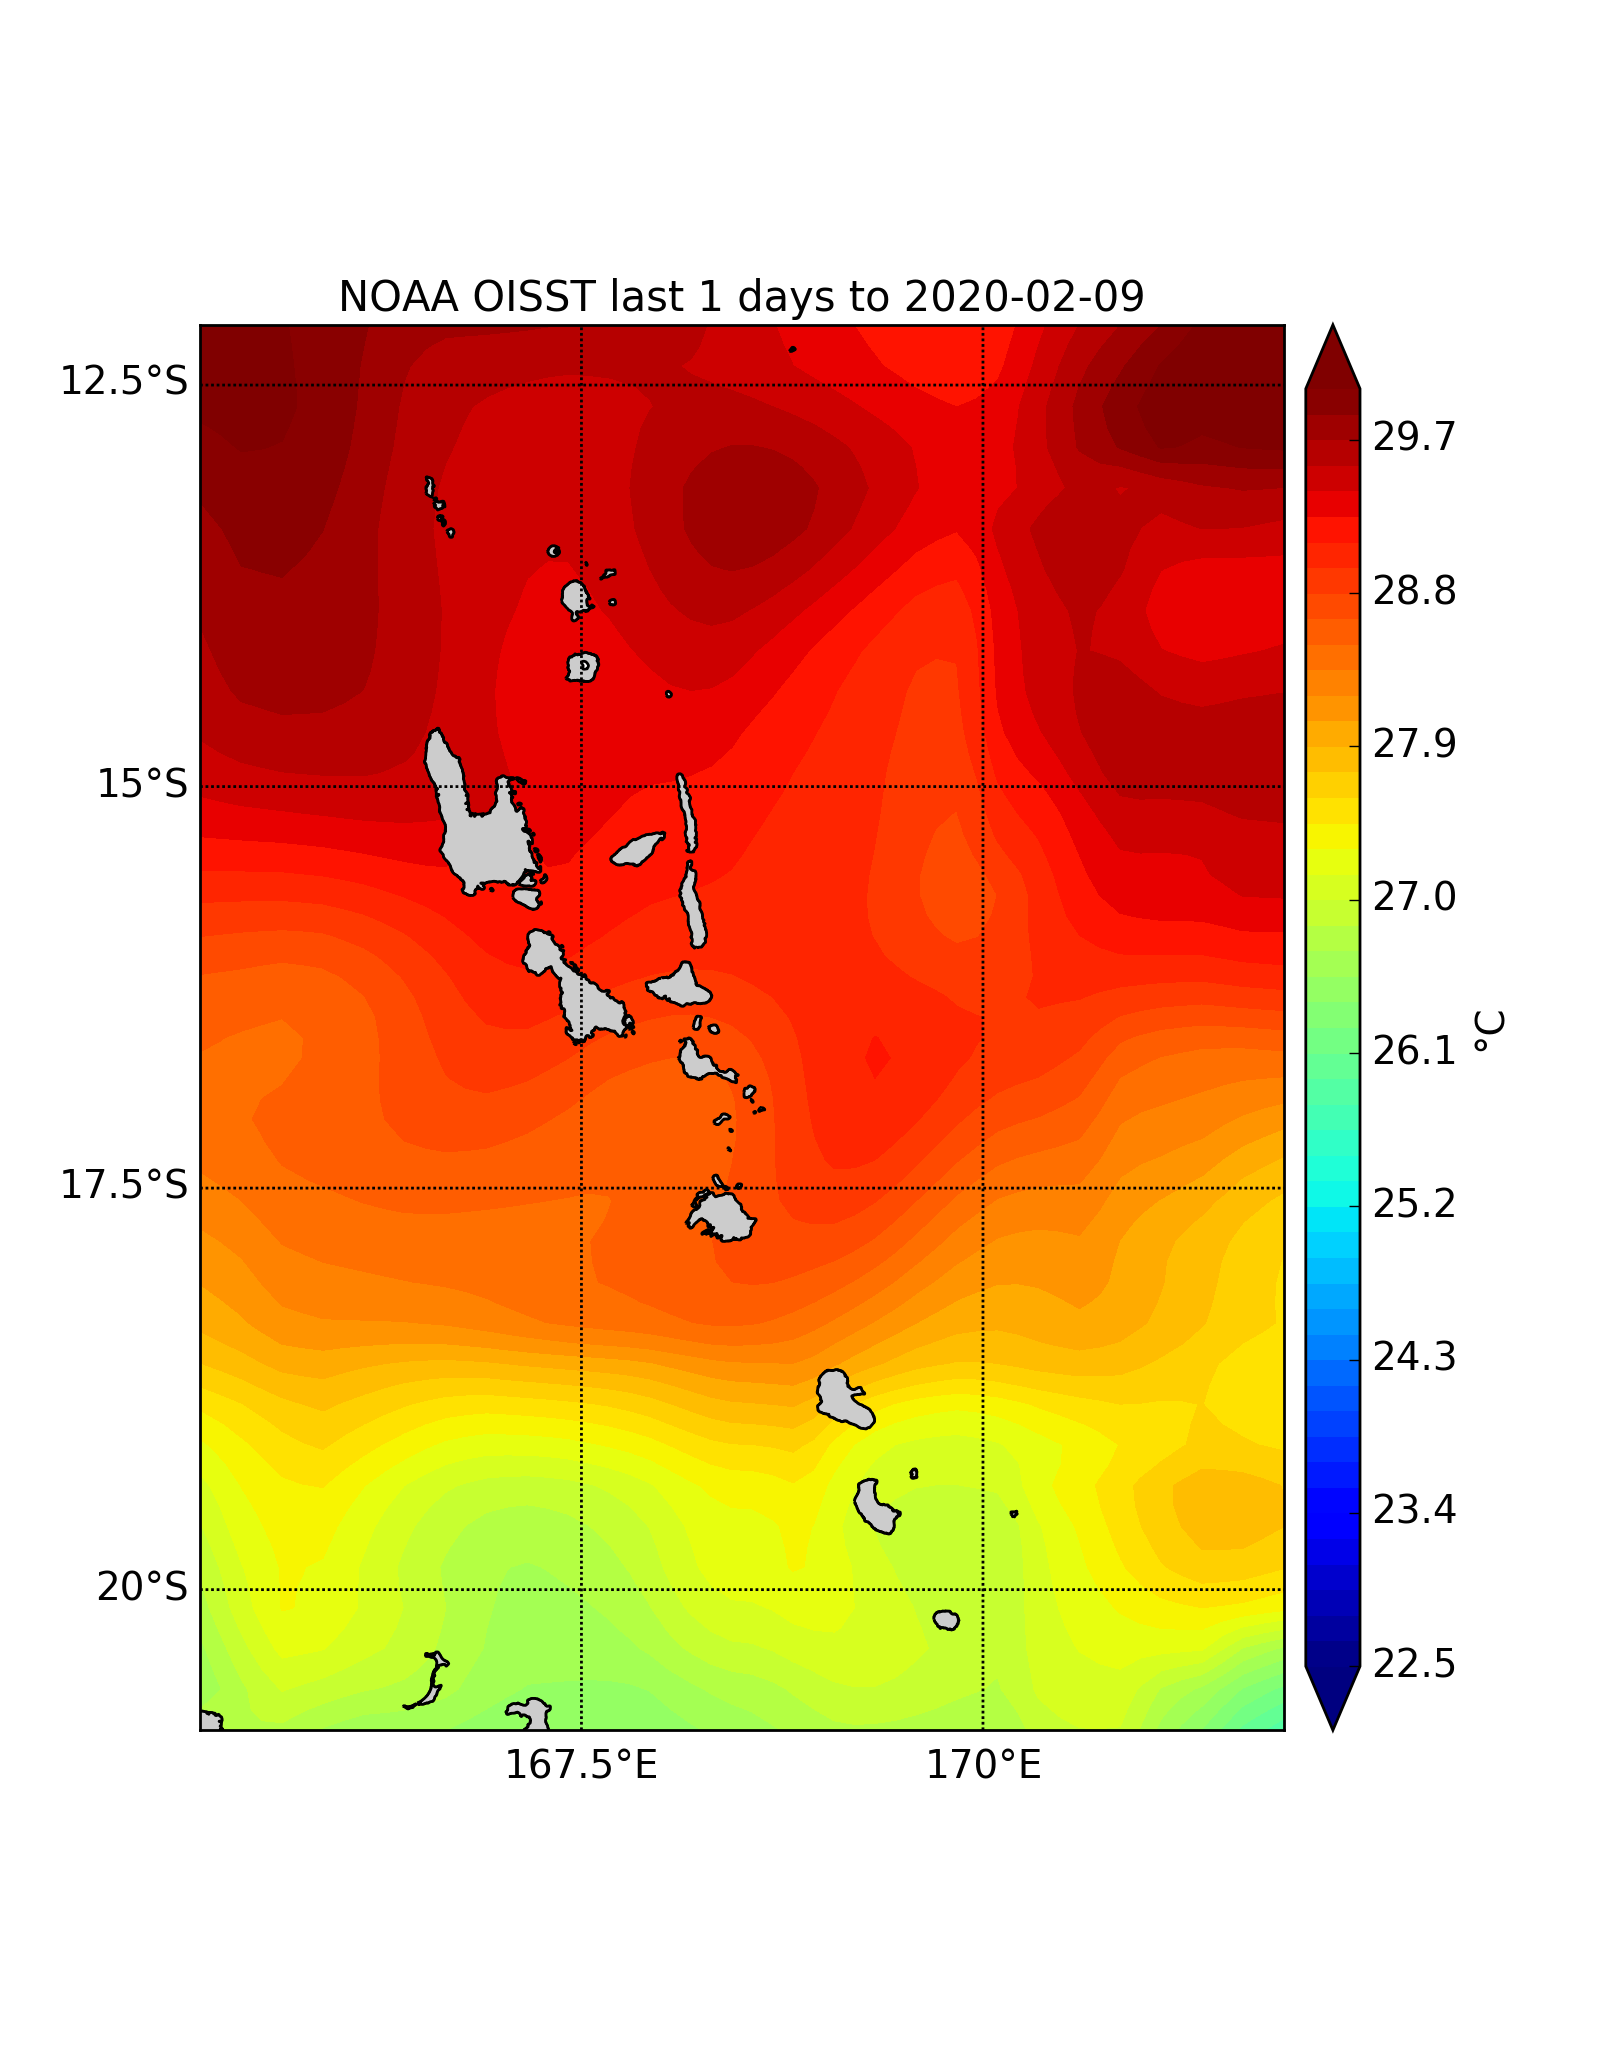 NOAA OISST last 1 days to 2020-02-09
12.5°S
15°S
17.5°S
20°S
167.5°E
170°E
29.7
28.8
27.9
27.0
26.1
25.2
24.3
23.4
22.5
°C